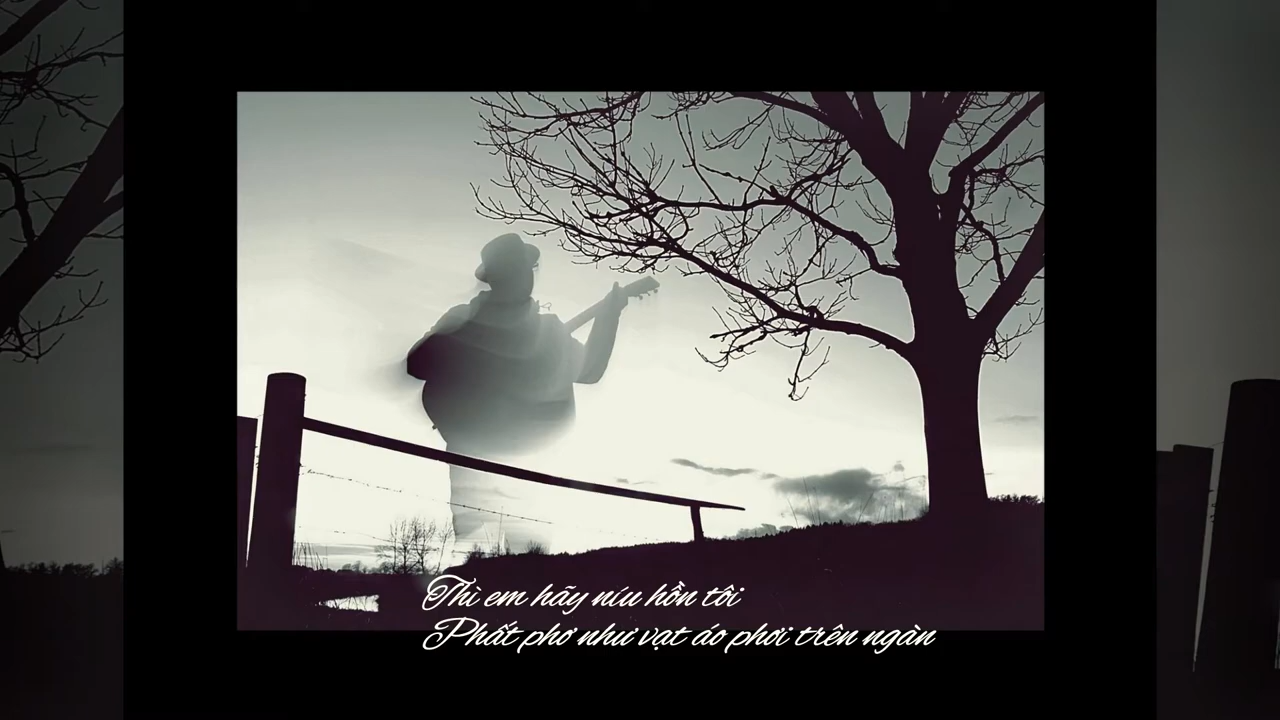 Thì em hãy níu hồn tôi
Phất phơ như vạt áo phơi trên ngàn